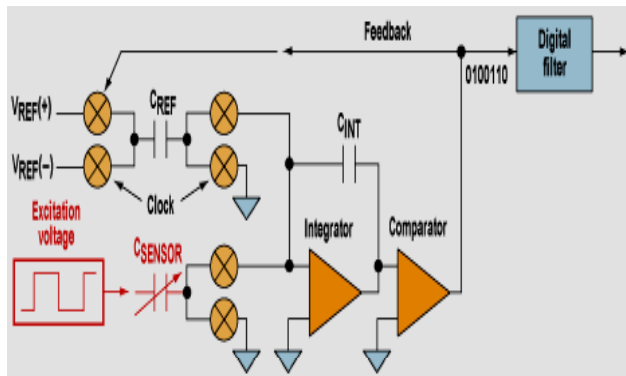 Feedback
Digital
filter
0100110
VREF(+)
CREF
VREF(−)
CINT
Clock
Excitation
voltage
CSENSOR
Integrator
Comparator